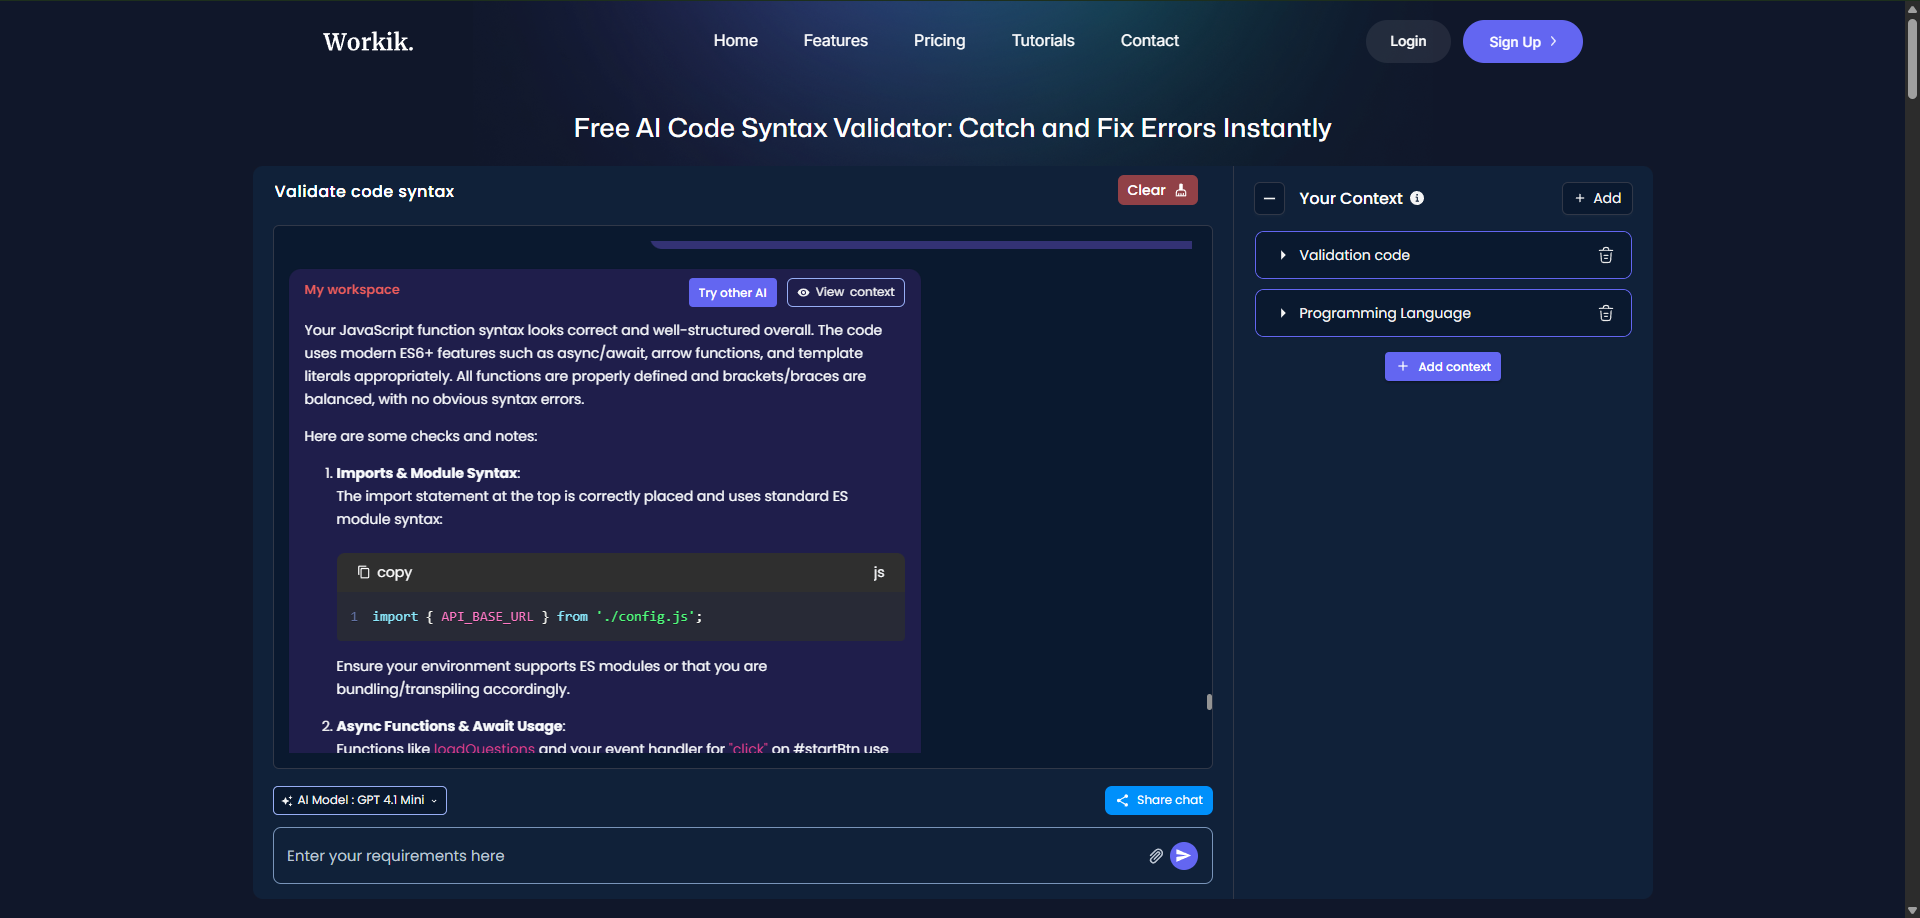 Workik.
Home
Features
Pricing
Tutorials
Contact
Login
Sign Up
Free AI Code Syntax Validator: Catch and Fix Errors Instantly
Validate code syntax
Clear
My workspace
Try other AI
View context
Your JavaScript function syntax looks correct and well-structured overall. The code
uses modern ES6+ features such as async/await, arrow functions, and template
literals appropriately. All functions are properly defined and brackets/braces are
balanced, with no obvious syntax errors.
Here are some checks and notes:
1. Imports & Module Syntax:
The import statement at the top is correctly placed and uses standard ES
module syntax:
copy
js
1 import { API_BASE_URL } from './config.js';
Ensure your environment supports ES modules or that you are
bundling/transpiling accordingly.
2. Async Functions & Await Usage:
Functions like loadQuestions and your event handler for "click" on #startBtn use
AI Model : GPT 4.1 Mini
Share chat
Enter your requirements here
Your Context
+ Add
Validation code
Programming Language
+ Add context